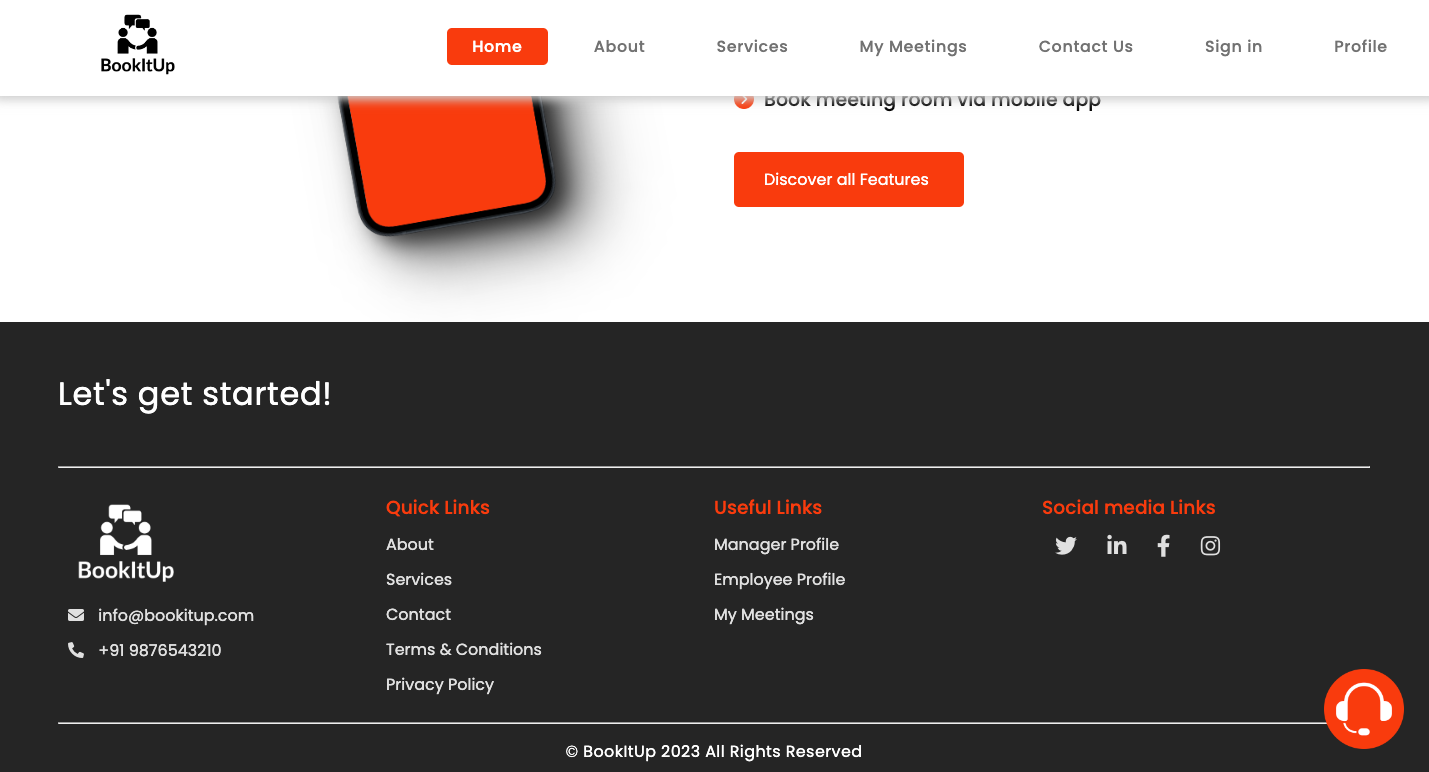 BookItUp
Home About Services My Meetings Contact Us Sign in Profile
Book meeting room via mobile app
Discover all Features
Let's get started!
BookItUp
info@bookitup.com
+91 9876543210
Quick Links
About
Services
Contact
Terms & Conditions
Privacy Policy
Useful Links
Manager Profile
Employee Profile
My Meetings
Social media Links
© BookItUp 2023 All Rights Reserved